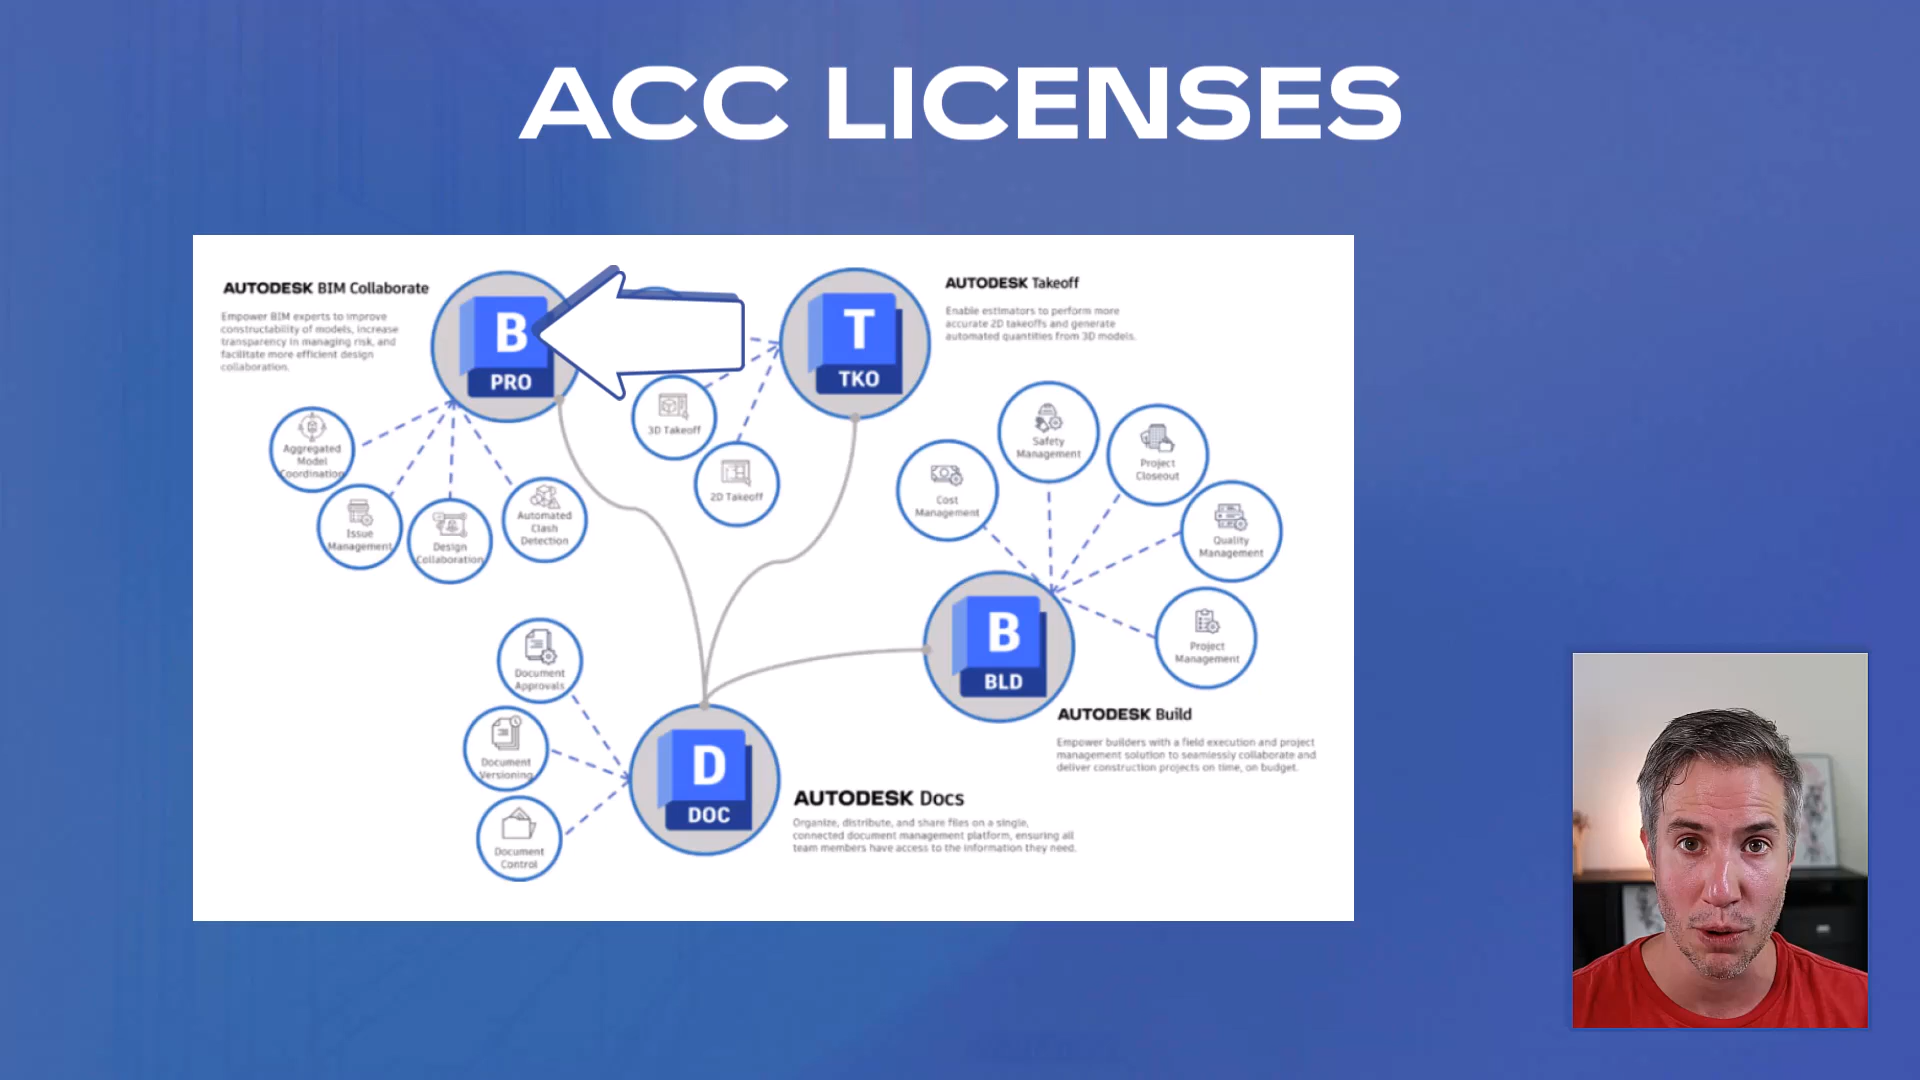 ACC LICENSES
AUTODESK BIM Collaborate
Empower BIM experts to improve
constructability of models, increase
transparency in managing risk, and
facilitate more efficient design
collaboration.
B
PRO
Aggregated
Model
Coordination
Issue
Management
Design
Collaboration
Automated
Clash
Detection
T
TKO
AUTODESK Takeoff
Enable estimators to perform more
accurate 2D takeoffs and generate
automated quantities from 3D models.
3D Takeoff
2D Takeoff
Cost
Management
Safety
Management
Project
Closeout
Quality
Management
Project
Management
B
BLD
AUTODESK Build
Empower builders with a field execution and project
management solution to seamlessly collaborate and
deliver construction projects on time, on budget.
Document
Approvals
Document
Versioning
Document
Control
D
DOC
AUTODESK Docs
Organize, distribute, and share files on a single,
connected document management platform, ensuring all
team members have access to the information they need.